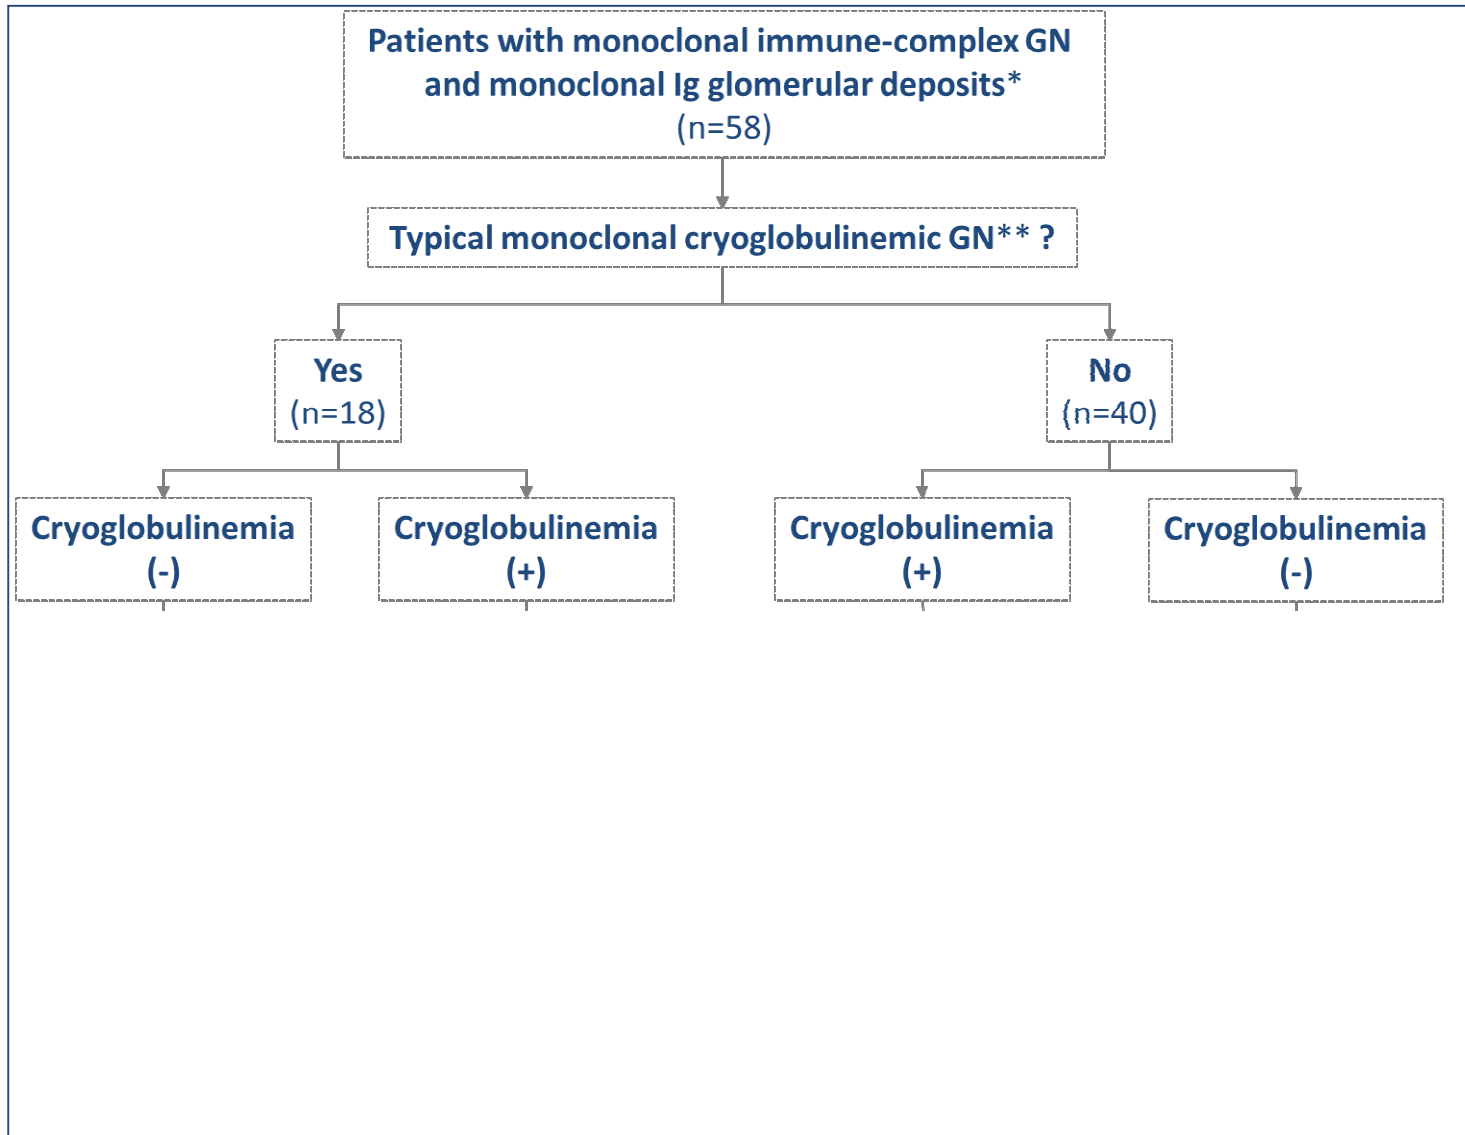 Patients with monoclonal immune-complex GN
and monoclonal Ig glomerular deposits*
(n=58)
Typical monoclonal cryoglobulinemic GN** ?
Yes
(n=18)
No
(n=40)
Cryoglobulinemia
(-)
Cryoglobulinemia
(+)
Cryoglobulinemia
(+)
Cryoglobulinemia
(-)